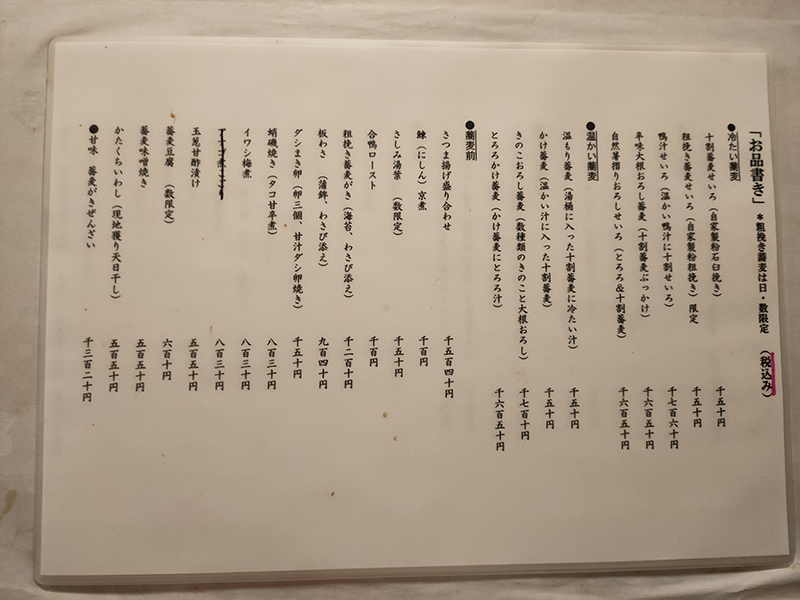 「お品書き」 *粗挽き蕎麦は日・数限定 (税込み)
●冷たい蕎麦
十割蕎麦せいろ(自家製粉石臼挽き) 千五十円
粗挽き蕎麦せいろ(自家製粉粗挽き)限定 千五十円
鴨汁せいろ(温かい鴨汁に十割せいろ) 千七百六十円
辛味大根おろし蕎麦(十割蕎麦ぶっかけ) 千六百五十円
自然薯摺りおろしせいろ(とろろ&十割蕎麦) 千六百五十円
●温かい蕎麦
温もり蕎麦(湯桶に入った十割蕎麦に冷たい汁) 千五十円
かけ蕎麦(温かい汁に入った十割蕎麦) 千五十円
きのこおろし蕎麦(数種類のきのこと大根おろし) 千七百十円
とろろかけ蕎麦(かけ蕎麦にとろろ汁) 千六百五十円
●蕎麦前
さつま揚げ盛り合わせ 千五百四十円
鰊(にしん)京煮 千百円
さしみ湯葉(数限定) 千五十円
合鴨ロースト 千百円
粗挽き蕎麦がき(海苔、わさび添え) 千二百十円
板わさ(蒲鉾、わさび添え) 九百四十円
ダシまき卵(卵三個、甘汁ダシ卵焼き) 千五十円
蛸磯焼き(タコ甘辛煮) 八百三十円
イワシ梅煮 八百三十円
八百三十円
玉葱甘酢漬け 五百五十円
蕎麦豆腐(数限定) 六百十円
蕎麦味噌焼き 五百五十円
かたくちいわし(現地獲り天日干し) 五百五十円
●甘味 蕎麦がきぜんざい 千三百二十円